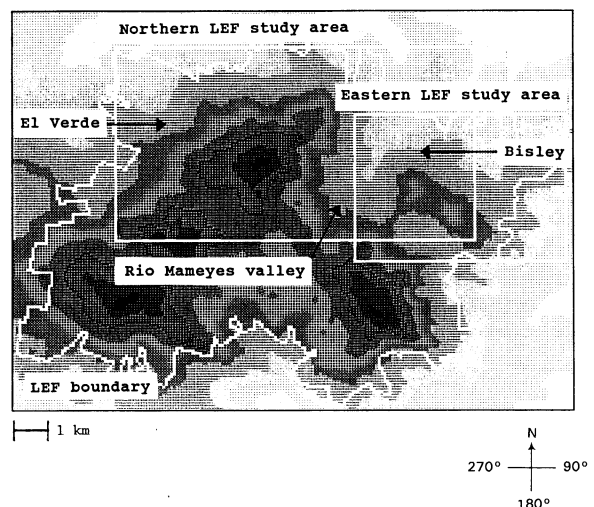 Northern LEF study area
Eastern LEF study area
El Verde
Bisley
Rio Mameyes valley
LEF boundary
1 km
N
270° 90°
180°